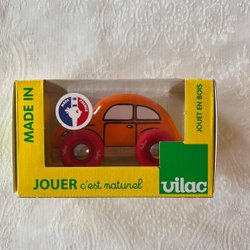 MADE IN
JOUET EN BOIS
JOUER c'est naturel
vilac